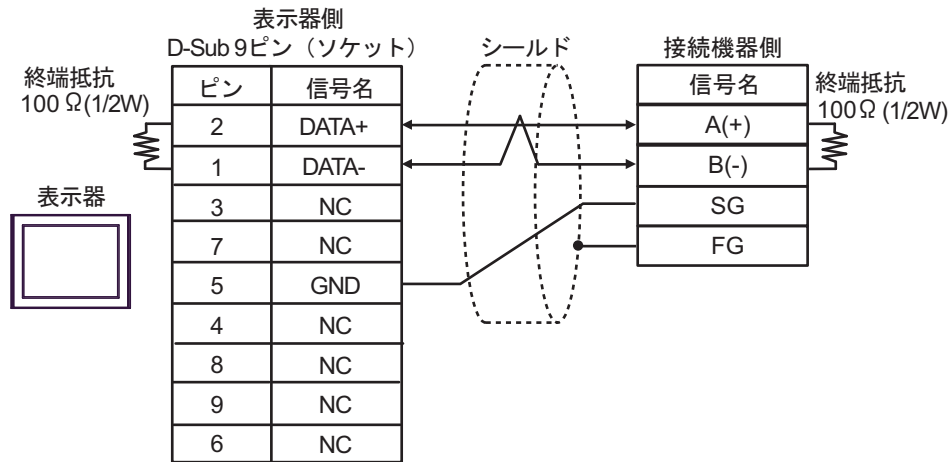 表示器側
D-Sub 9ピン（ソケット）
シールド
接続機器側
終端抵抗
100 Ω(1/2W)
ピン 信号名
信号名
終端抵抗
100Ω (1/2W)
2 DATA+
A(+)
1 DATA-
B(-)
表示器
3 NC
SG
7 NC
FG
5 GND
4 NC
8 NC
9 NC
6 NC